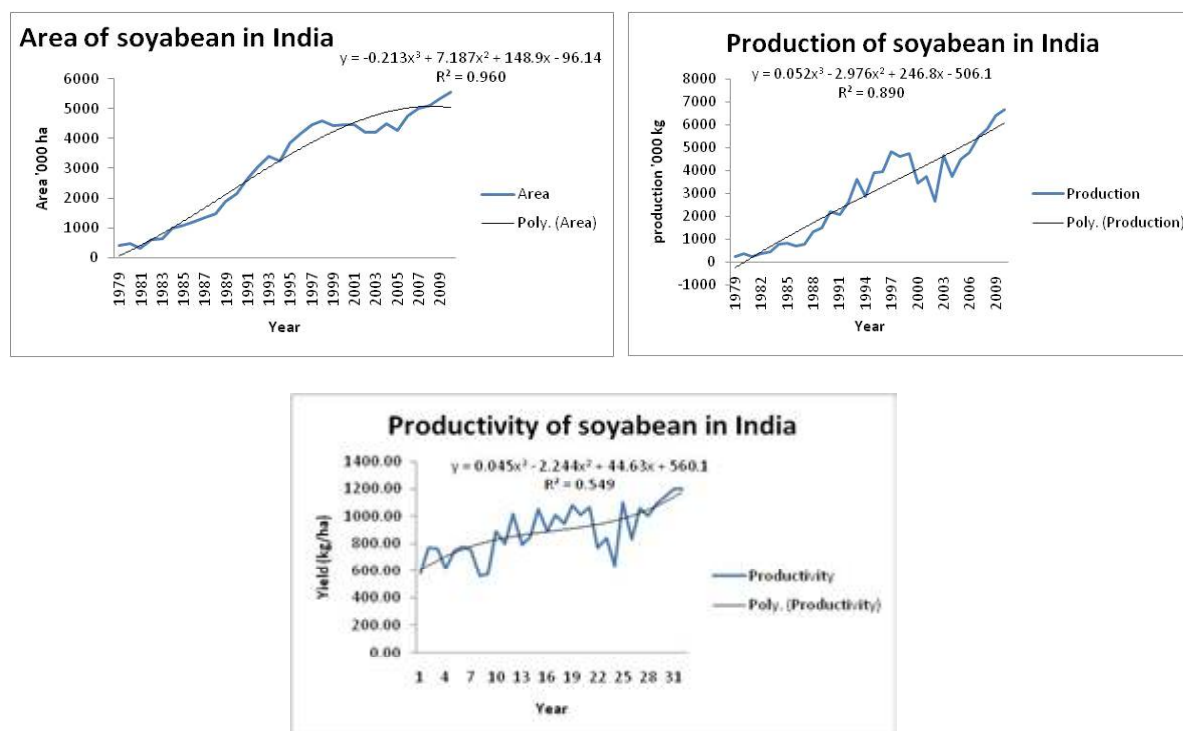 Area of soyabean in India
y = -0.213x³ + 7.187x² + 148.9x - 96.14
R² = 0.960
6000
5000
4000
3000
2000
1000
0
Area '000 ha
1979
1981
1983
1985
1987
1989
1991
1993
1995
1997
1999
2001
2003
2005
2007
2009
Year
Area
Poly. (Area)
Production of soyabean in India
y = 0.052x³ - 2.976x² + 246.8x - 506.1
R² = 0.890
8000
7000
6000
5000
4000
3000
2000
1000
0
-1000
production '000 kg
1979
1982
1985
1988
1991
1994
1997
2000
2003
2006
2009
Year
Production
Poly. (Production)
Productivity of soyabean in India
y = 0.045x³ - 2.244x² + 44.63x + 560.1
R² = 0.549
1400.00
1200.00
1000.00
800.00
600.00
400.00
200.00
0.00
Yield (kg/ha)
1 4 7 10 13 16 19 22 25 28 31
Year
Productivity
Poly. (Productivity)